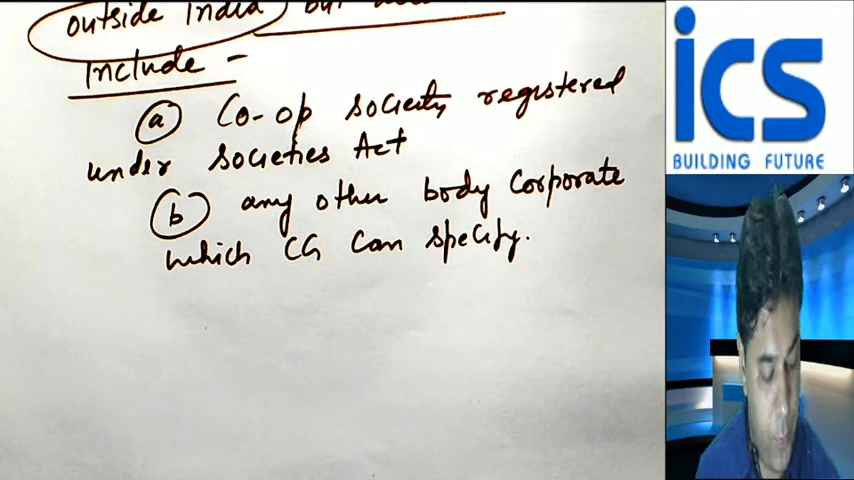 outside India but
Include -
(a) Co-op society registered
under societies Act
(b) any other body Corporate
which CG Can specify.
ics
BUILDING FUTURE